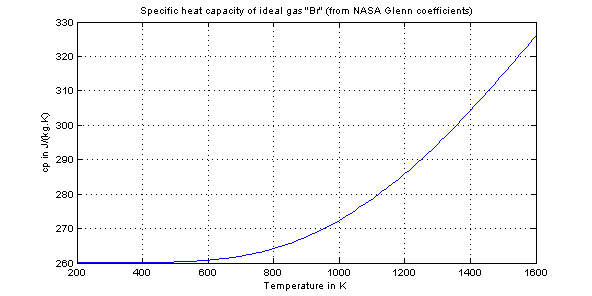 Specific heat capacity of ideal gas "Br" (from NASA Glenn coefficients)
330
320
310
300
290
280
270
260
cp in J/(kg.K)
200 400 600 800 1000 1200 1400 1600
Temperature in K